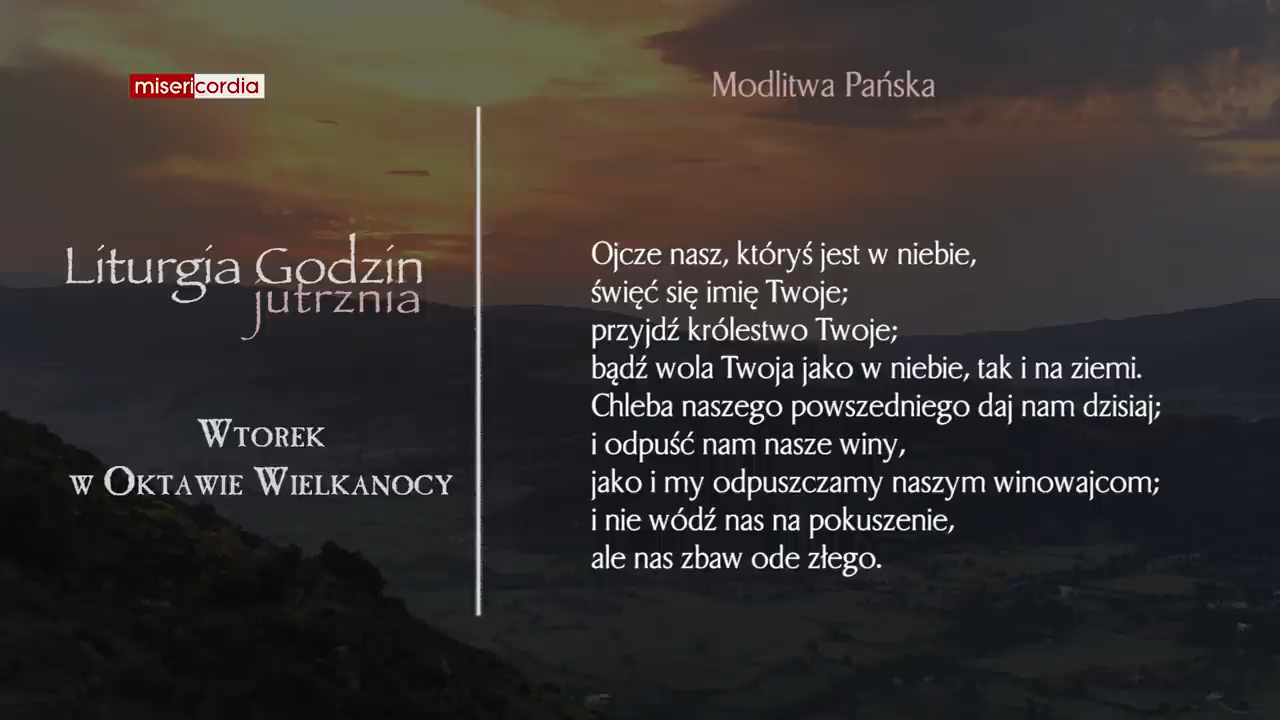 misericordia
Modlitwa Pańska
Liturgia Godzin
jutrznia
Wtorek
w Oktawie Wielkanocy
Ojcze nasz, któryś jest w niebie,
święć się imię Twoje;
przyjdź królestwo Twoje;
bądź wola Twoja jako w niebie, tak i na ziemi.
Chleba naszego powszedniego daj nam dzisiaj;
i odpuść nam nasze winy,
jako i my odpuszczamy naszym winowajcom;
i nie wódź nas na pokuszenie,
ale nas zbaw ode złego.